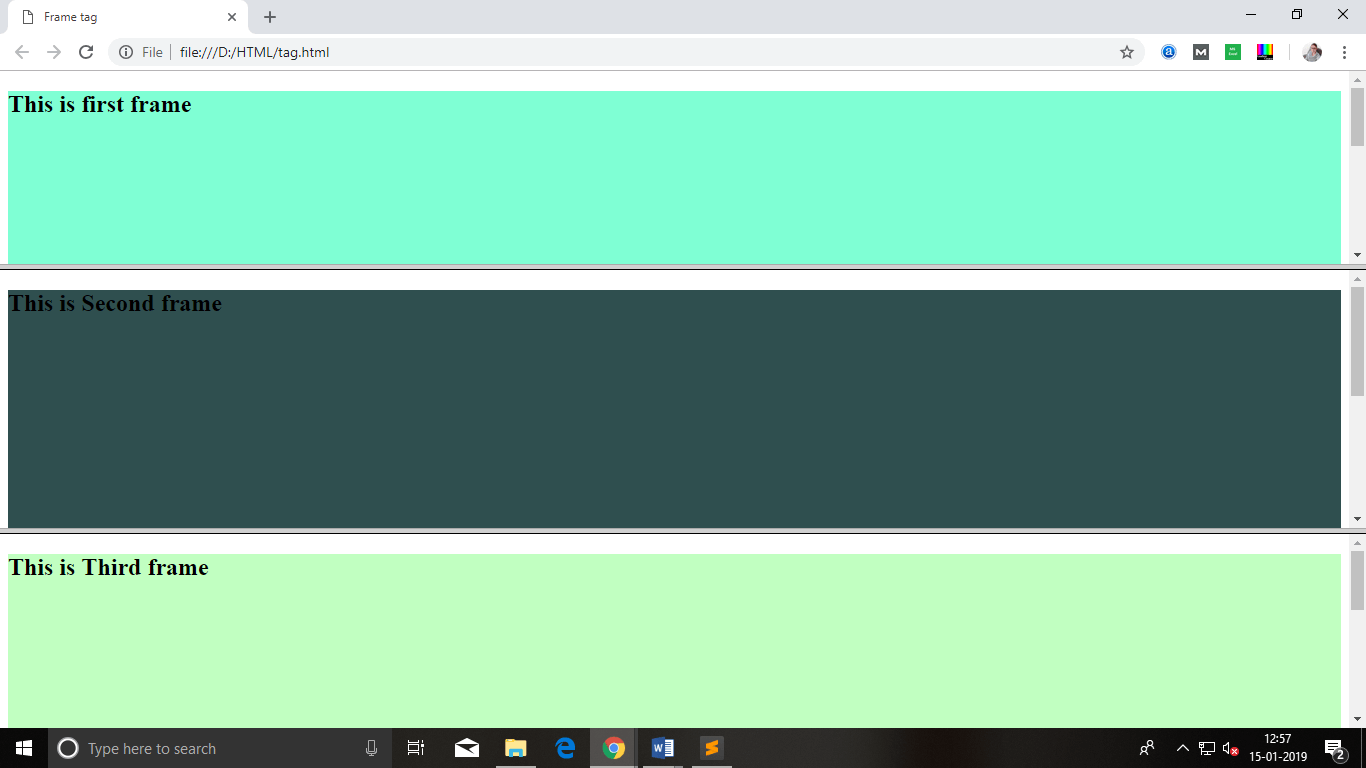 Frame tag
File
file:///D:/HTML/tag.html
This is first frame
This is Second frame
This is Third frame
Type here to search
12:57
15-01-2019
2